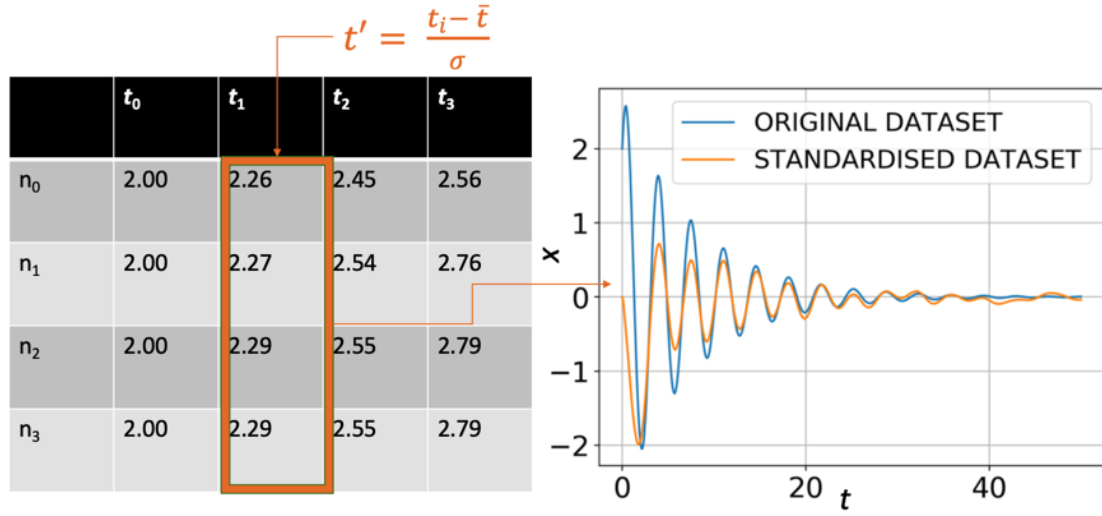 t′ = (tᵢ − t̄) / σ
t₀ t₁ t₂ t₃
n₀ 2.00 2.26 2.45 2.56
n₁ 2.00 2.27 2.54 2.76
n₂ 2.00 2.29 2.55 2.79
n₃ 2.00 2.29 2.55 2.79
ORIGINAL DATASET
STANDARDISED DATASET
2
1
0
−1
−2
x
0 20 40
t